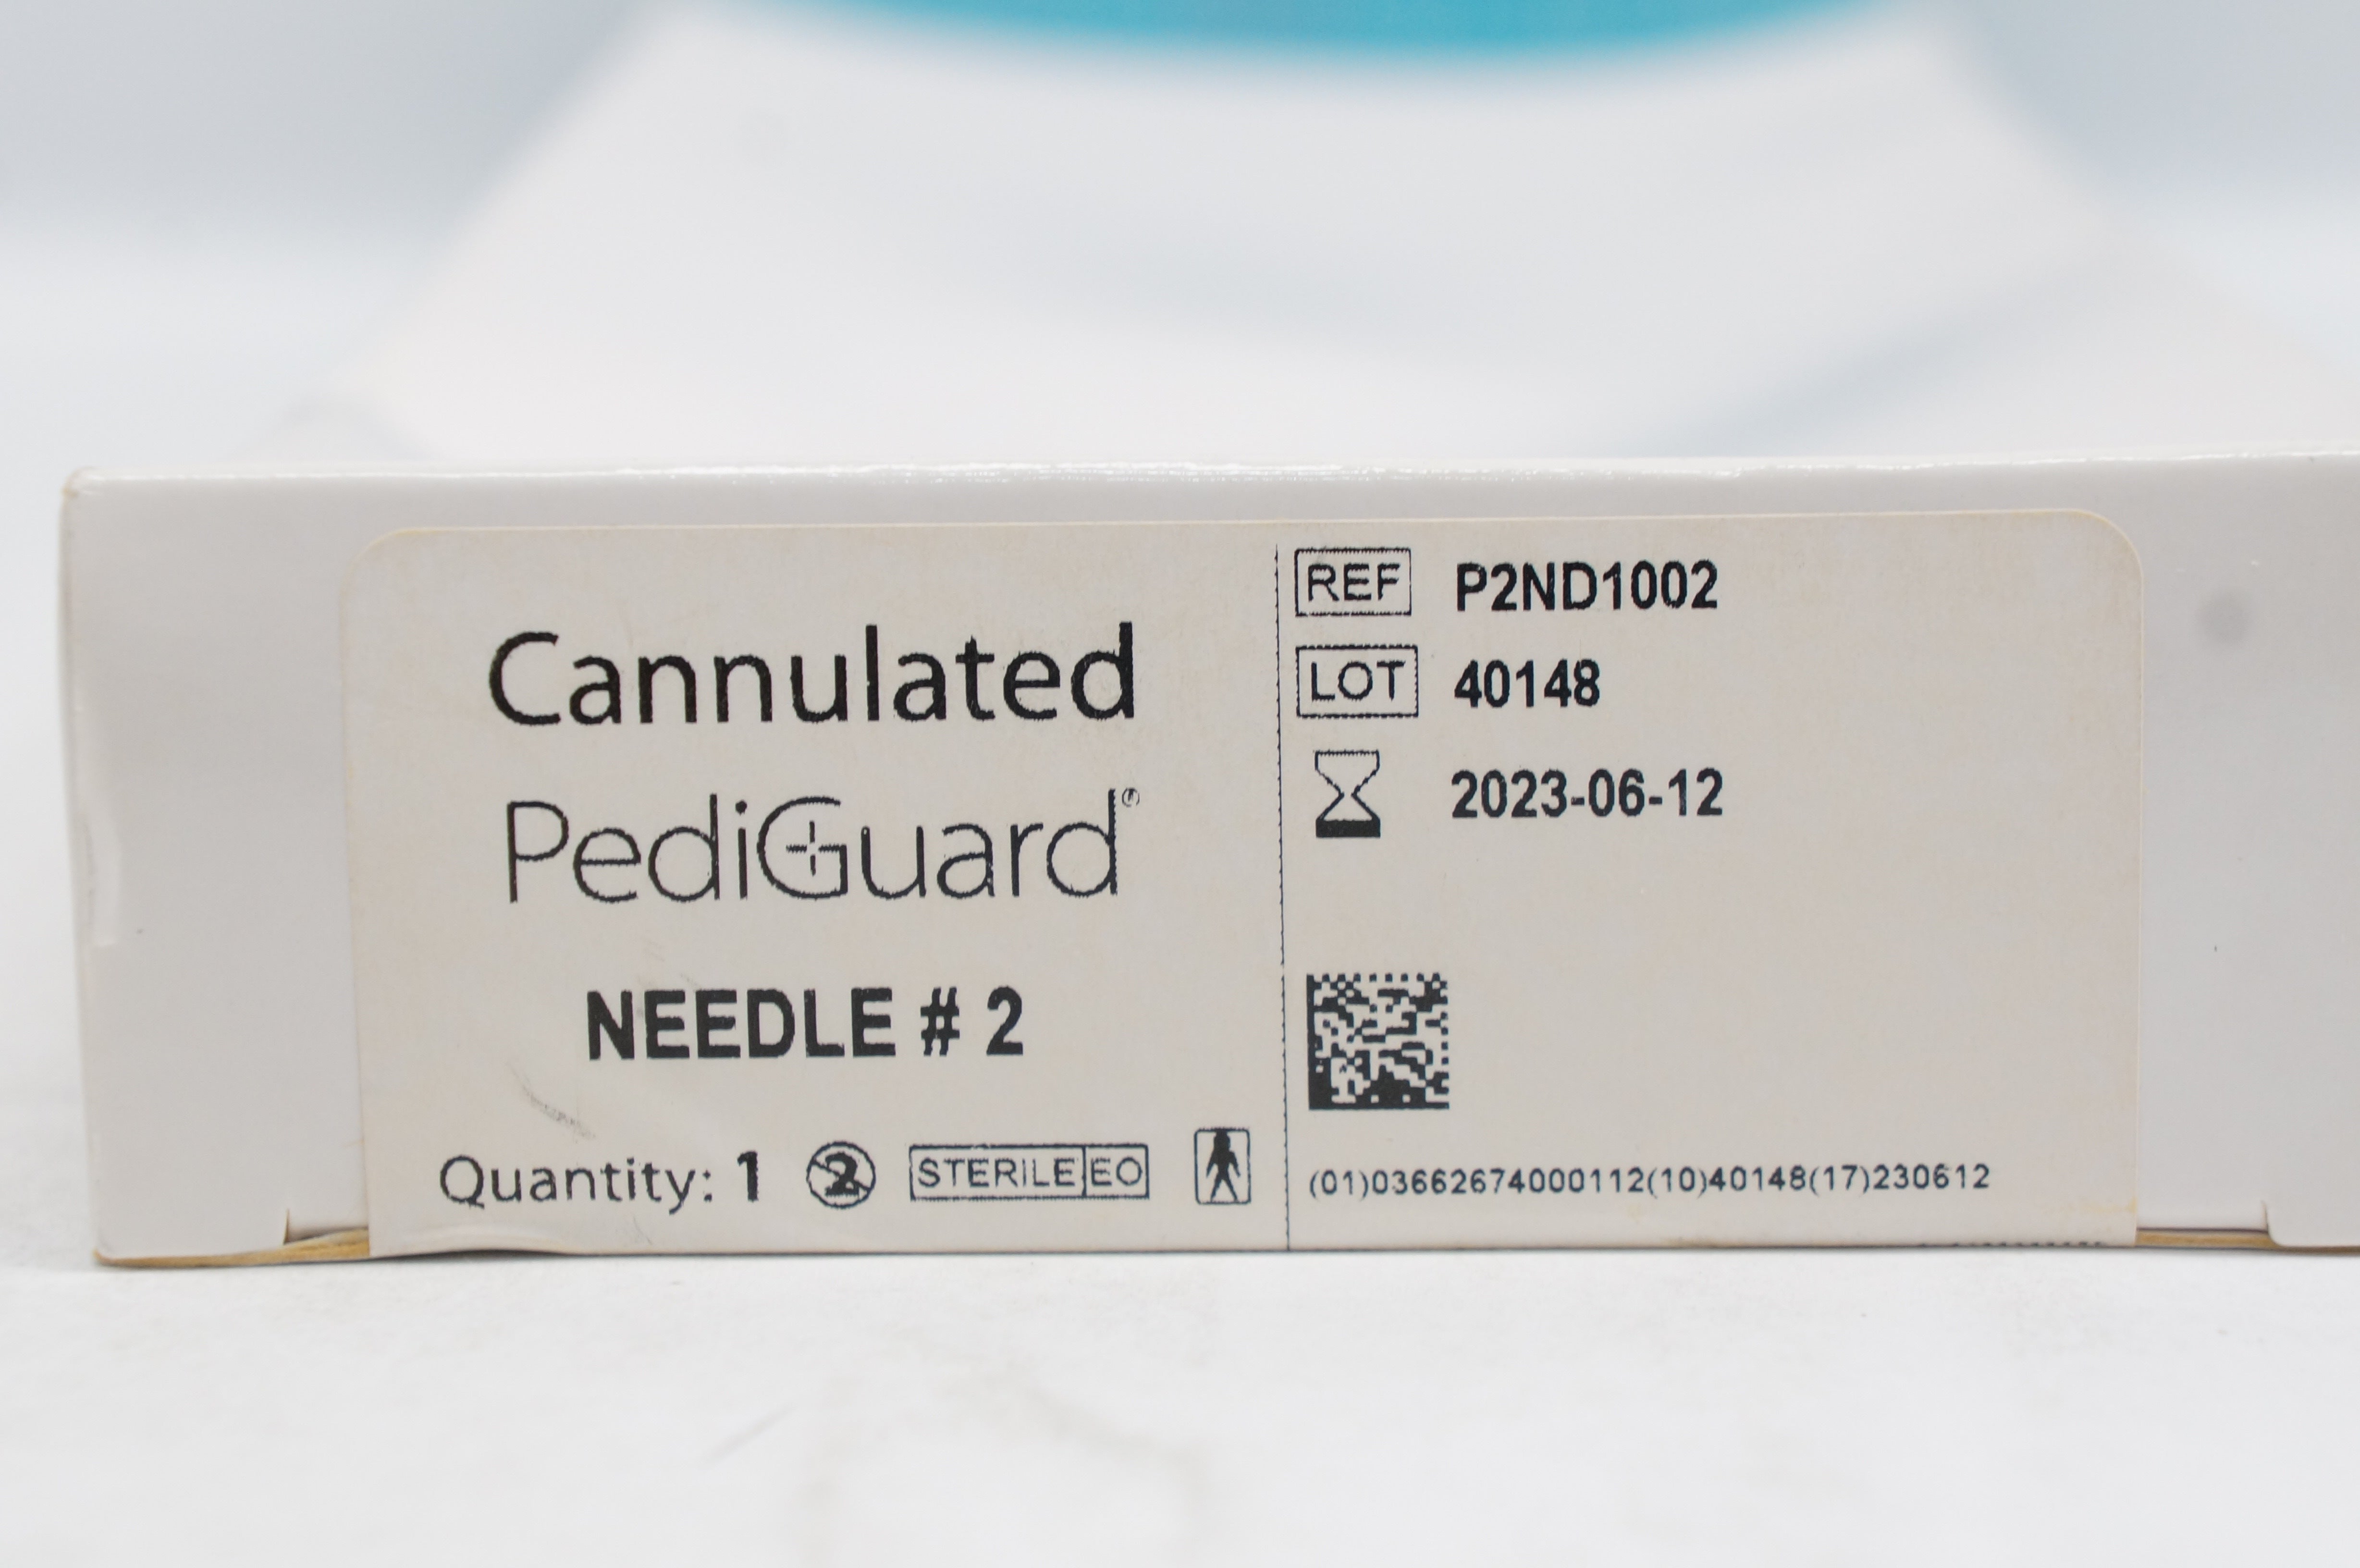 Cannulated
PediGuard®
NEEDLE # 2
Quantity: 1 2 STERILE EO
REF P2ND1002
LOT 40148
2023-06-12
(01)03662674000112(10)40148(17)230612